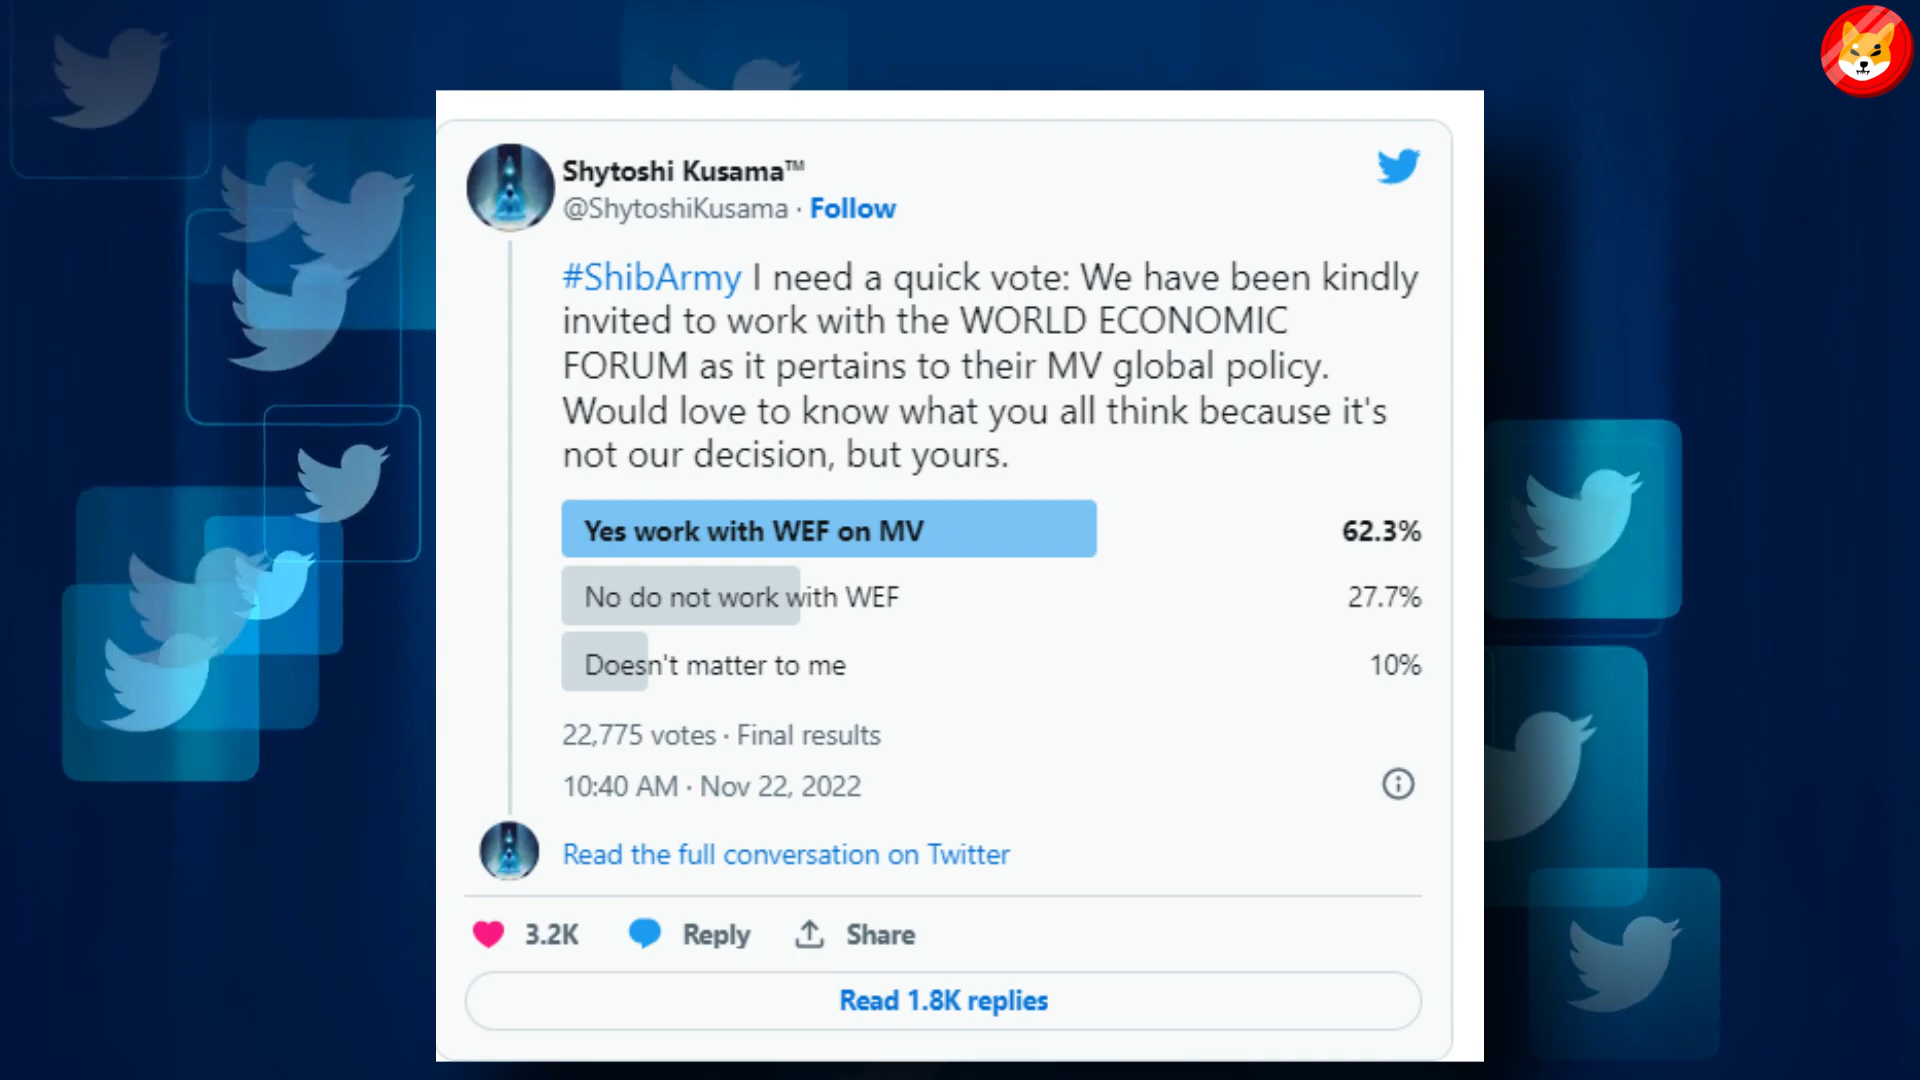 Shytoshi Kusama™
@ShytoshiKusama · Follow
#ShibArmy I need a quick vote: We have been kindly
invited to work with the WORLD ECONOMIC
FORUM as it pertains to their MV global policy.
Would love to know what you all think because it's
not our decision, but yours.
Yes work with WEF on MV 62.3%
No do not work with WEF 27.7%
Doesn't matter to me 10%
22,775 votes · Final results
10:40 AM · Nov 22, 2022
Read the full conversation on Twitter
3.2K Reply Share
Read 1.8K replies